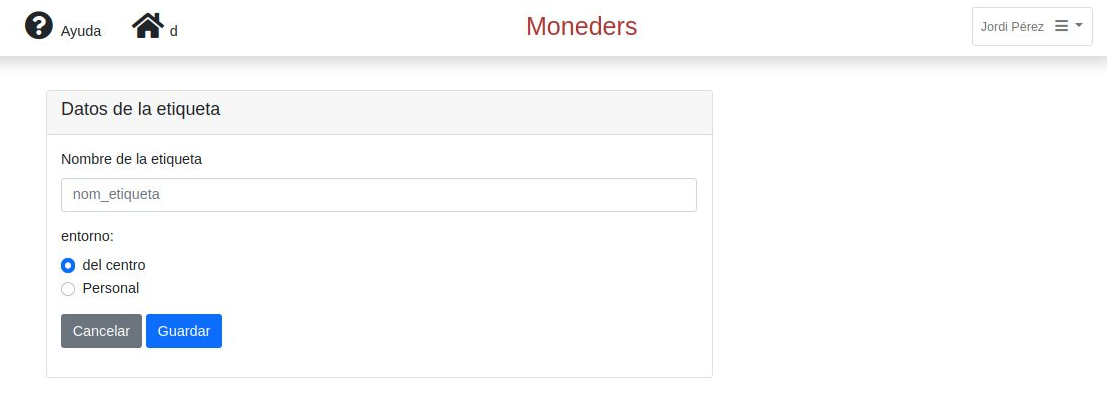 Ayuda
d
Moneders
Jordi Pérez
Datos de la etiqueta
Nombre de la etiqueta
nom_etiqueta
entorno:
del centro
Personal
Cancelar
Guardar